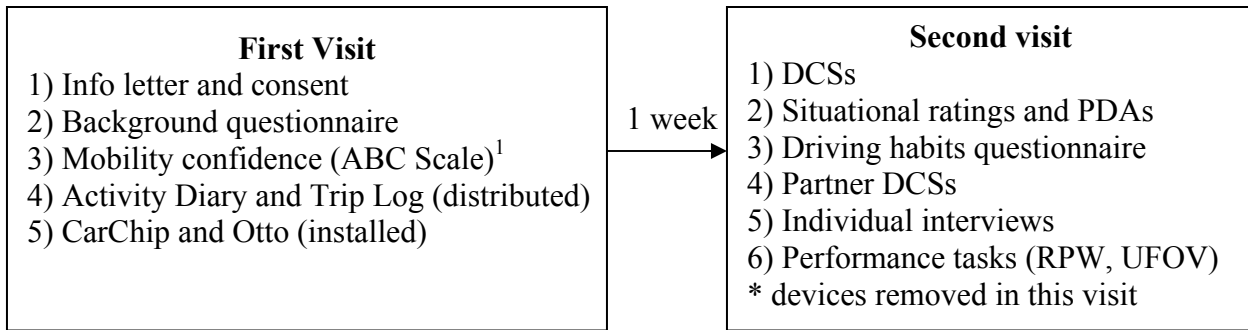 First Visit
1) Info letter and consent
2) Background questionnaire
3) Mobility confidence (ABC Scale)¹
4) Activity Diary and Trip Log (distributed)
5) CarChip and Otto (installed)
1 week
Second visit
1) DCSs
2) Situational ratings and PDAs
3) Driving habits questionnaire
4) Partner DCSs
5) Individual interviews
6) Performance tasks (RPW, UFOV)
* devices removed in this visit